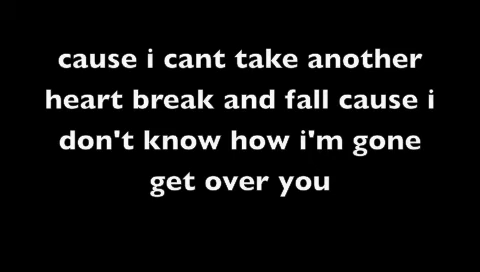 cause i cant take another
heart break and fall cause i
don't know how i'm gone
get over you